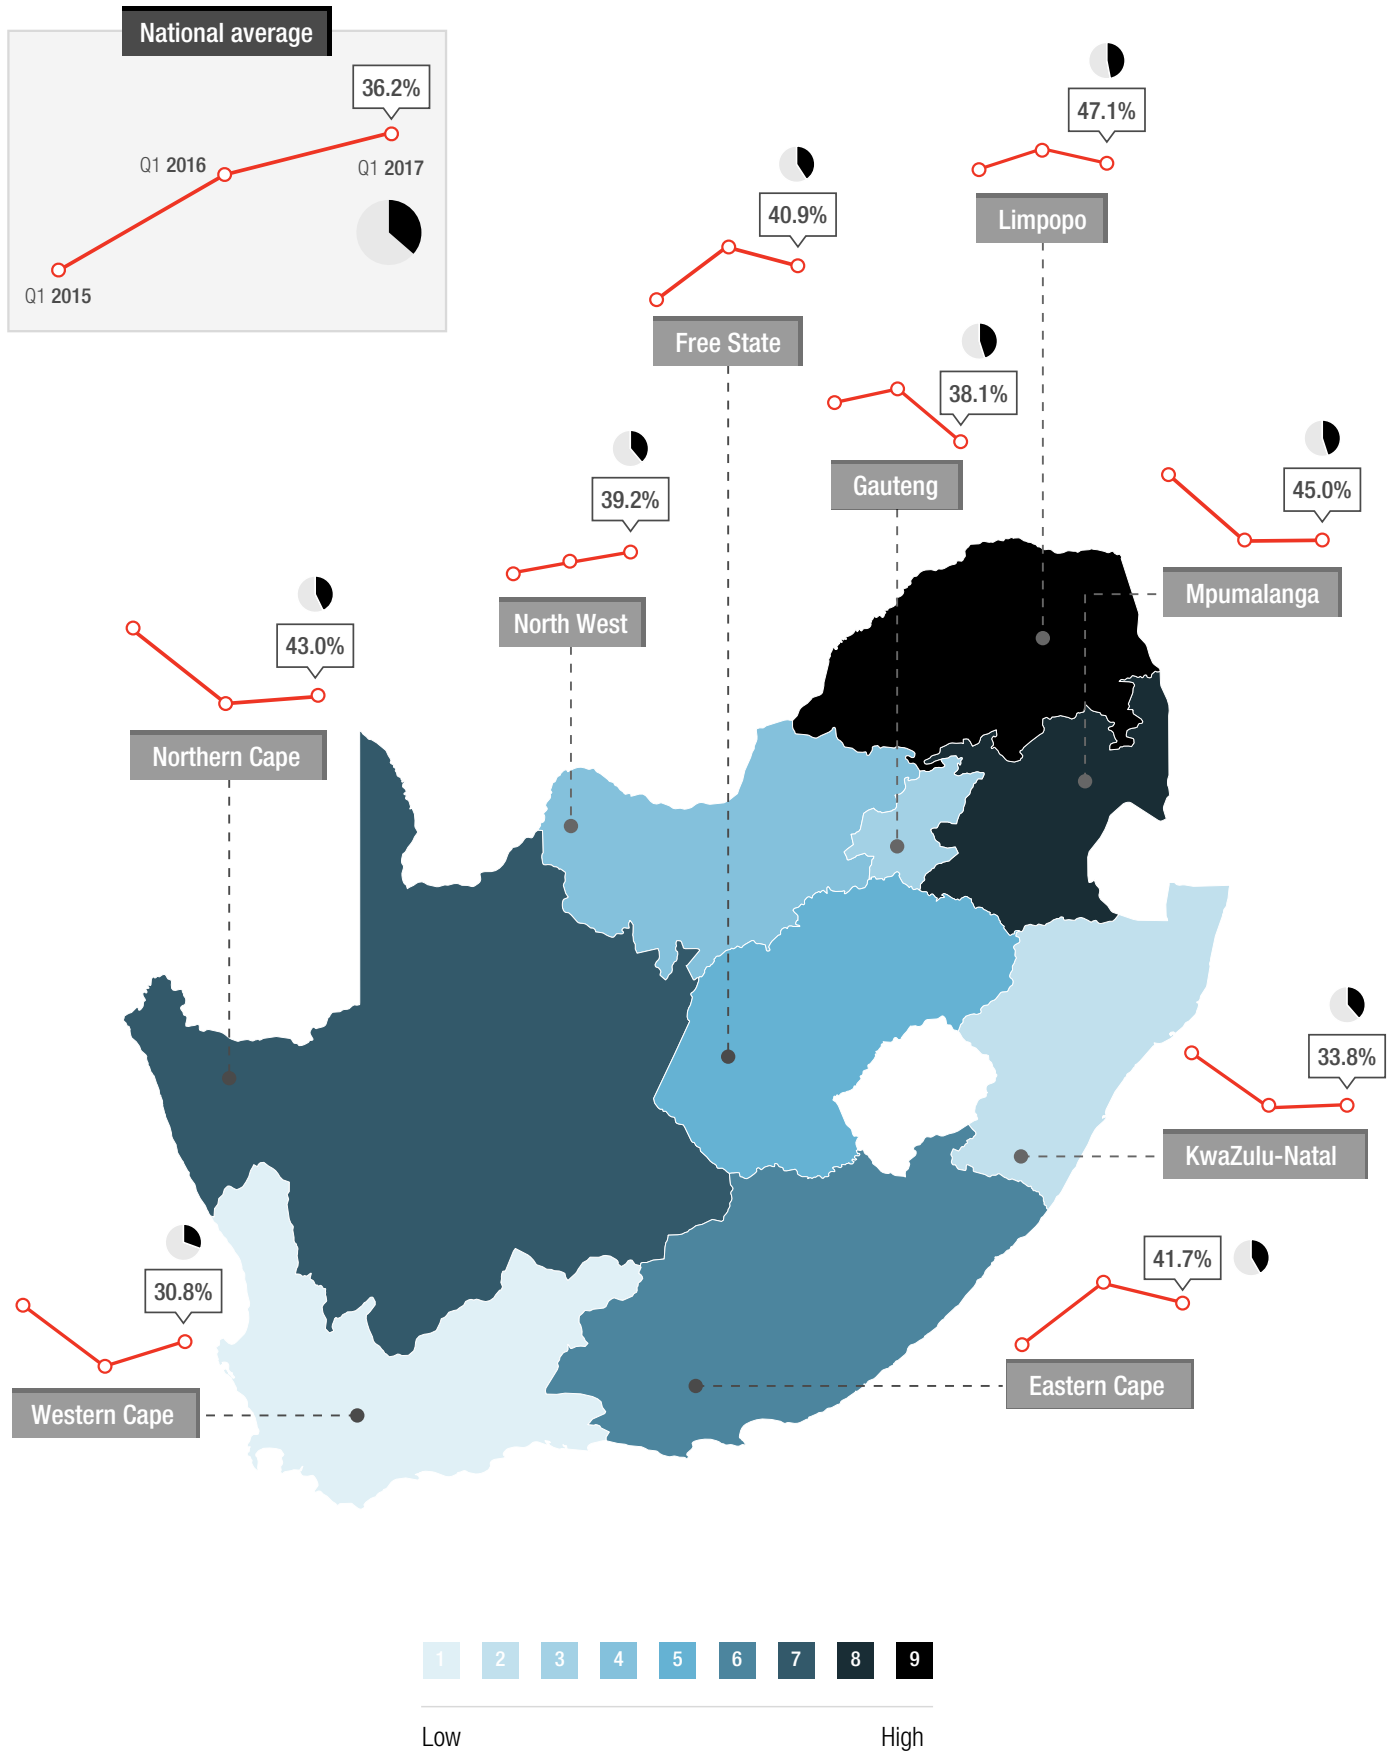 National average
36.2%
Q1 2016
Q1 2017
Q1 2015
47.1%
Limpopo
40.9%
Free State
38.1%
Gauteng
39.2%
North West
45.0%
Mpumalanga
43.0%
Northern Cape
33.8%
KwaZulu-Natal
30.8%
Western Cape
41.7%
Eastern Cape
1 2 3 4 5 6 7 8 9
Low High